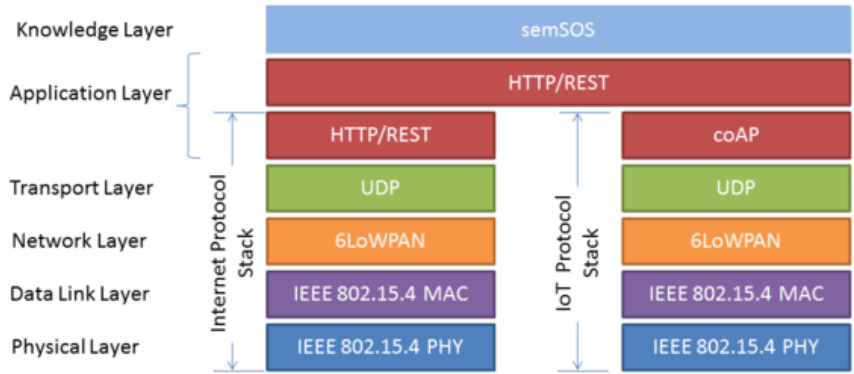 Knowledge Layer
semSOS
Application Layer
HTTP/REST
HTTP/REST
coAP
Transport Layer
UDP
UDP
Network Layer
6LoWPAN
6LoWPAN
Data Link Layer
IEEE 802.15.4 MAC
IEEE 802.15.4 MAC
Physical Layer
IEEE 802.15.4 PHY
IEEE 802.15.4 PHY
Internet Protocol
Stack
IoT Protocol
Stack